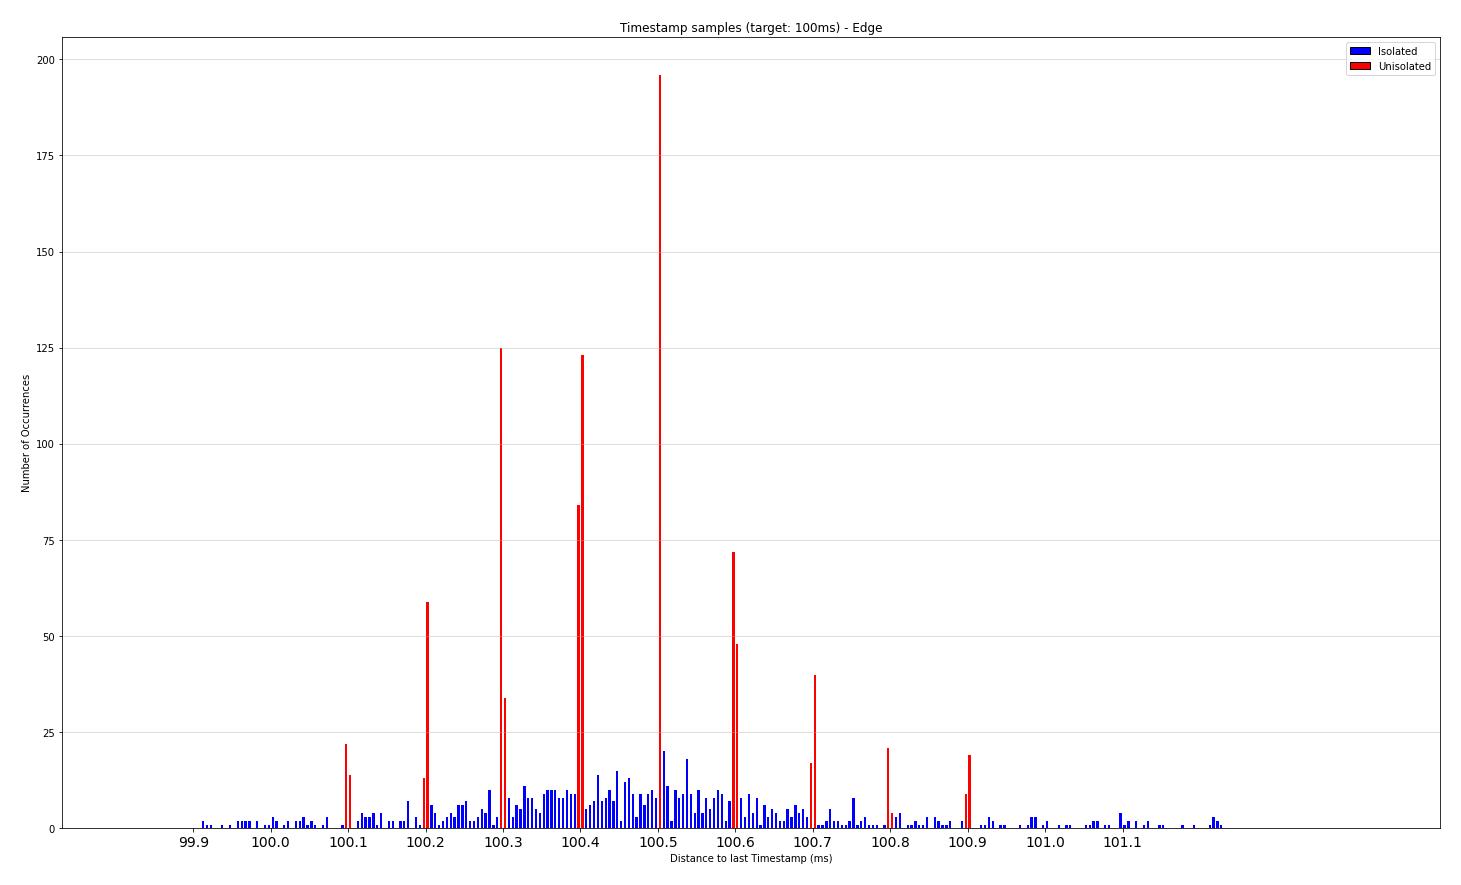 Timestamp samples (target: 100ms) - Edge
Isolated
Unisolated
200
175
150
125
100
75
50
25
0
Number of Occurrences
99.9 100.0 100.1 100.2 100.3 100.4 100.5 100.6 100.7 100.8 100.9 101.0 101.1
Distance to last Timestamp (ms)